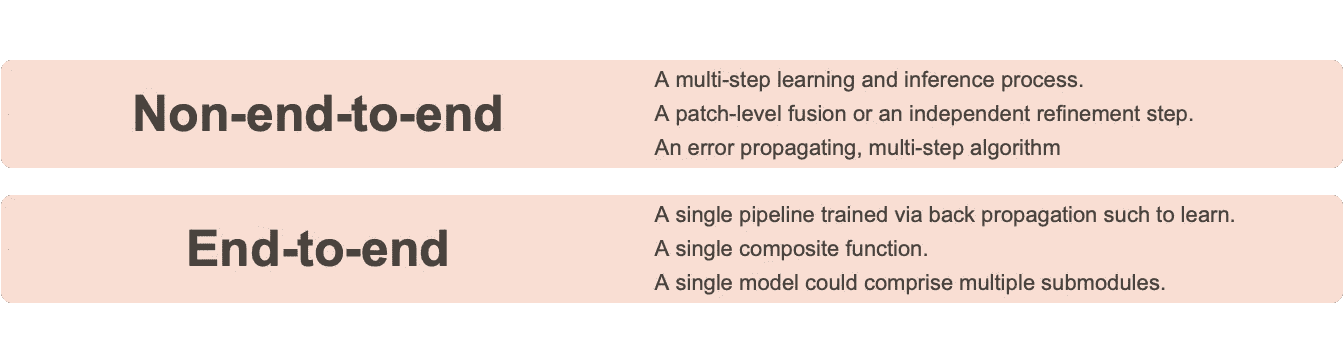 Non-end-to-end
A multi-step learning and inference process.
A patch-level fusion or an independent refinement step.
An error propagating, multi-step algorithm
End-to-end
A single pipeline trained via back propagation such to learn.
A single composite function.
A single model could comprise multiple submodules.